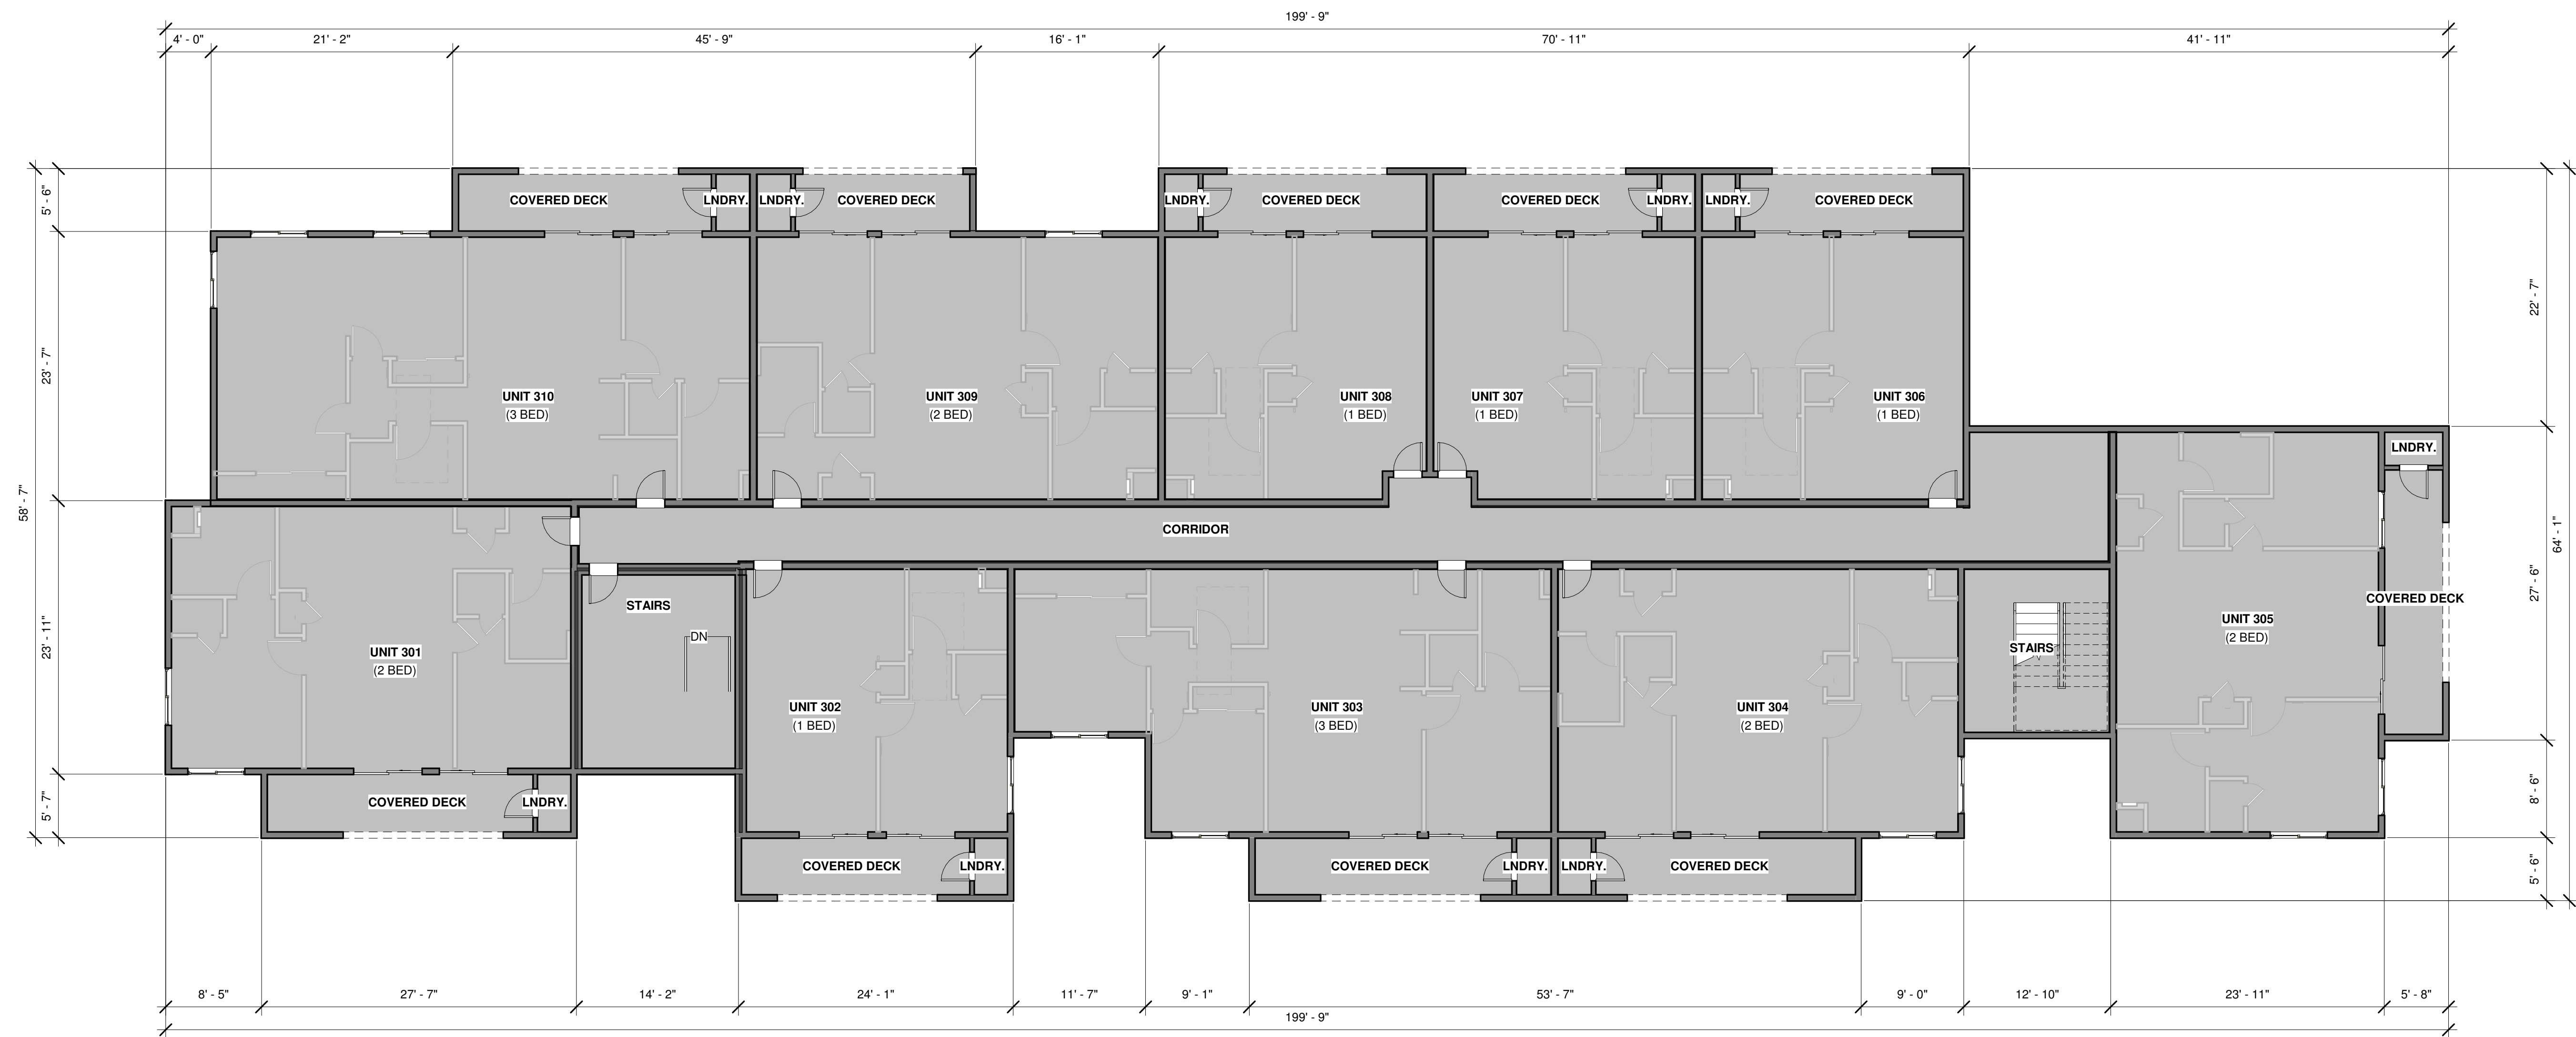 199' - 9"
4' - 0"
21' - 2"
45' - 9"
16' - 1"
70' - 11"
41' - 11"
5' - 6"
23' - 7"
58' - 7"
23' - 11"
5' - 7"
COVERED DECK
LNDRY.
LNDRY.
COVERED DECK
LNDRY.
COVERED DECK
COVERED DECK
LNDRY.
LNDRY.
COVERED DECK
UNIT 310
(3 BED)
UNIT 309
(2 BED)
UNIT 308
(1 BED)
UNIT 307
(1 BED)
UNIT 306
(1 BED)
LNDRY.
CORRIDOR
COVERED DECK
STAIRS
DN
UNIT 305
(2 BED)
STAIRS
UNIT 301
(2 BED)
UNIT 302
(1 BED)
UNIT 303
(3 BED)
UNIT 304
(2 BED)
COVERED DECK
LNDRY.
COVERED DECK
LNDRY.
COVERED DECK
LNDRY.
LNDRY.
COVERED DECK
22' - 7"
64' - 1"
27' - 6"
8' - 6"
5' - 6"
8' - 5"
27' - 7"
14' - 2"
24' - 1"
11' - 7"
9' - 1"
53' - 7"
9' - 0"
12' - 10"
23' - 11"
5' - 8"
199' - 9"